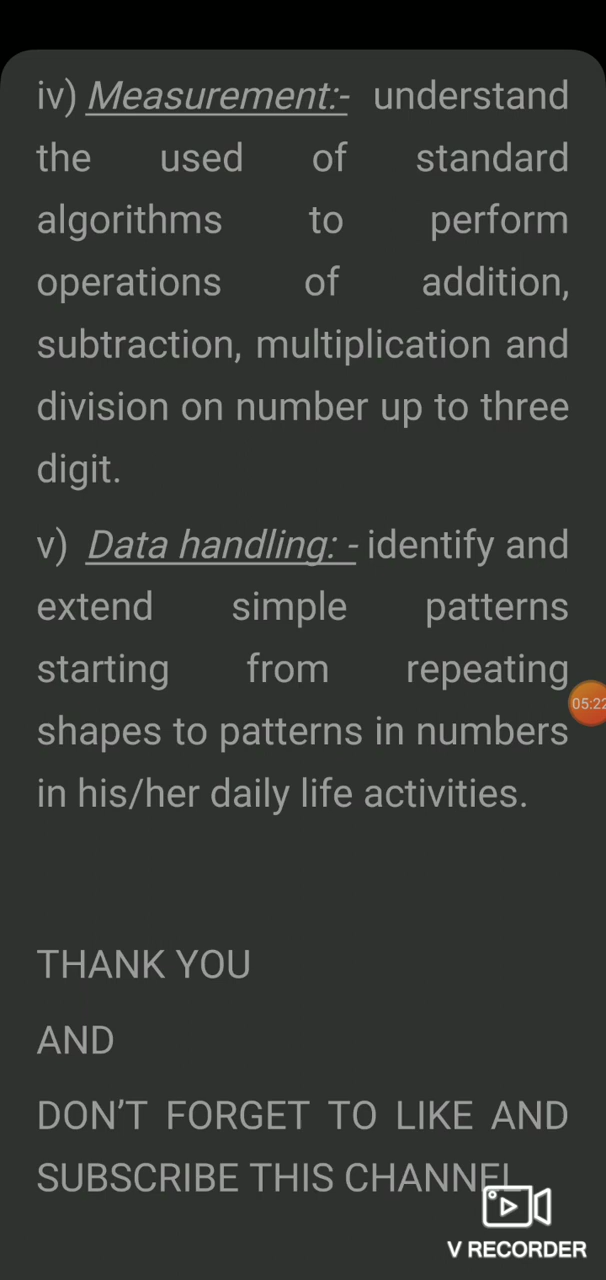 iv) Measurement:- understand
the used of standard
algorithms to perform
operations of addition,
subtraction, multiplication and
division on number up to three
digit.
v) Data handling: - identify and
extend simple patterns
starting from repeating
shapes to patterns in numbers
in his/her daily life activities.
05:22
THANK YOU
AND
DON'T FORGET TO LIKE AND
SUBSCRIBE THIS CHANNEL
V RECORDER